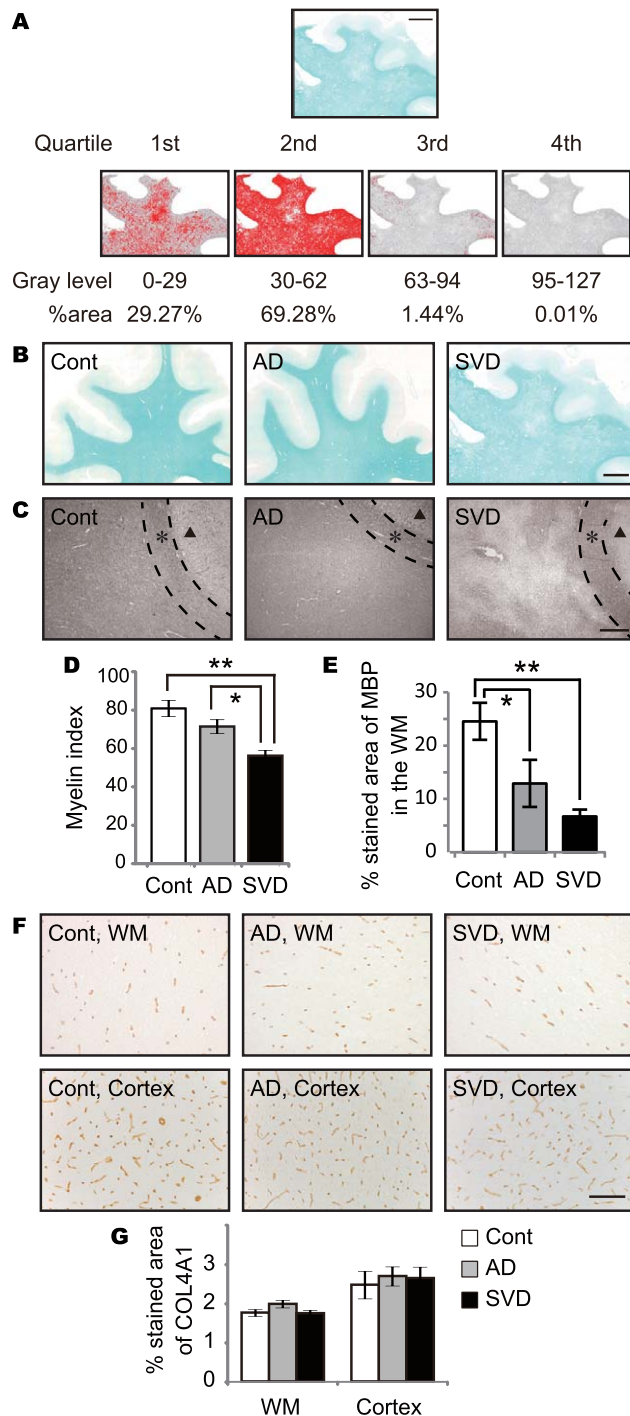 A
Quartile 1st 2nd 3rd 4th
Gray level 0-29 30-62 63-94 95-127
%area 29.27% 69.28% 1.44% 0.01%
B Cont AD SVD
C Cont AD SVD
* * *
D
Myelin index
100
80
60
40
20
0
** *
Cont AD SVD
E
% stained area of MBP
in the WM
30
20
10
0
** *
Cont AD SVD
F Cont, WM AD, WM SVD, WM
Cont, Cortex AD, Cortex SVD, Cortex
G
% stained area
of COL4A1
3
2
1
0
WM Cortex
Cont
AD
SVD